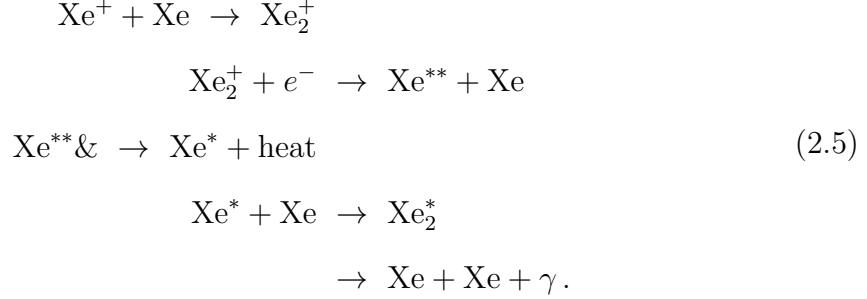 Xe⁺ + Xe → Xe₂⁺
Xe₂⁺ + e⁻ → Xe** + Xe
Xe**& → Xe* + heat (2.5)
Xe* + Xe → Xe₂*
→ Xe + Xe + γ .